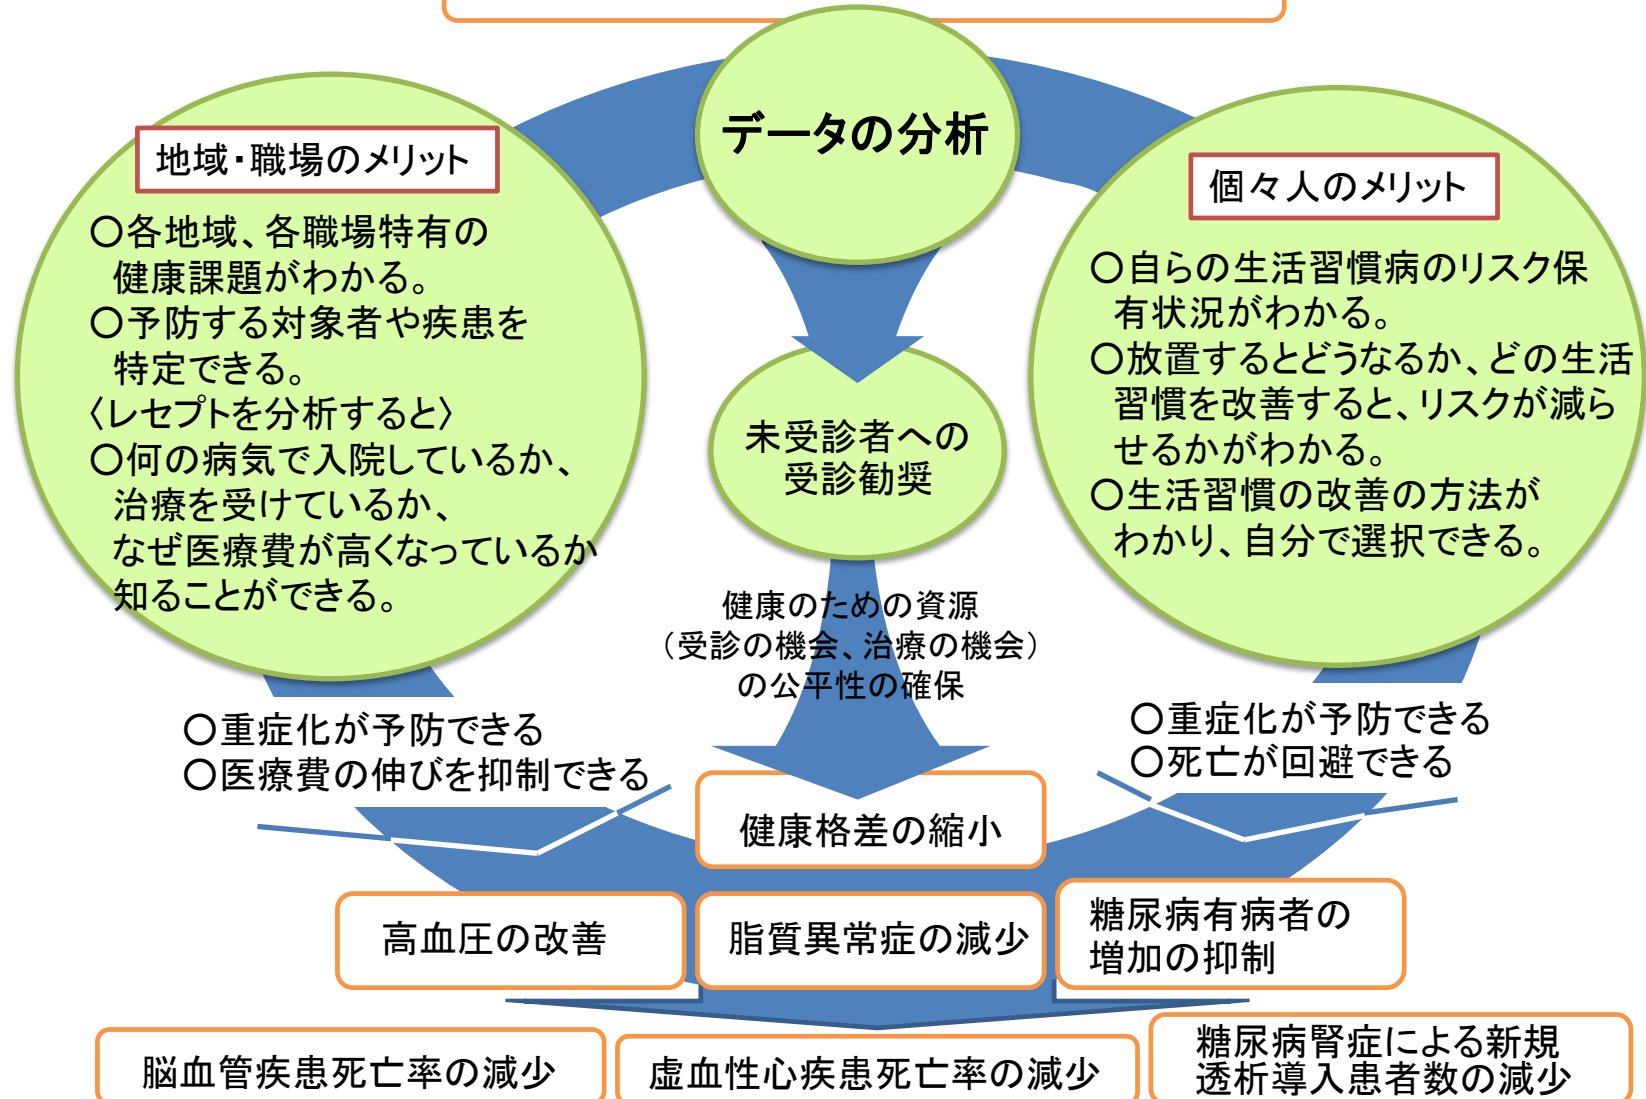 データの分析
地域・職場のメリット
○各地域、各職場特有の
健康課題がわかる。
○予防する対象者や疾患を
特定できる。
〈レセプトを分析すると〉
○何の病気で入院しているか、
治療を受けているか、
なぜ医療費が高くなっているか
知ることができる。
個々人のメリット
○自らの生活習慣病のリスク保
有状況がわかる。
○放置するとどうなるか、どの生活
習慣を改善すると、リスクが減ら
せるかがわかる。
○生活習慣の改善の方法が
わかり、自分で選択できる。
未受診者への
受診勧奨
健康のための資源
（受診の機会、治療の機会）
の公平性の確保
○重症化が予防できる
○医療費の伸びを抑制できる
○重症化が予防できる
○死亡が回避できる
健康格差の縮小
高血圧の改善
脂質異常症の減少
糖尿病有病者の
増加の抑制
脳血管疾患死亡率の減少
虚血性心疾患死亡率の減少
糖尿病腎症による新規
透析導入患者数の減少